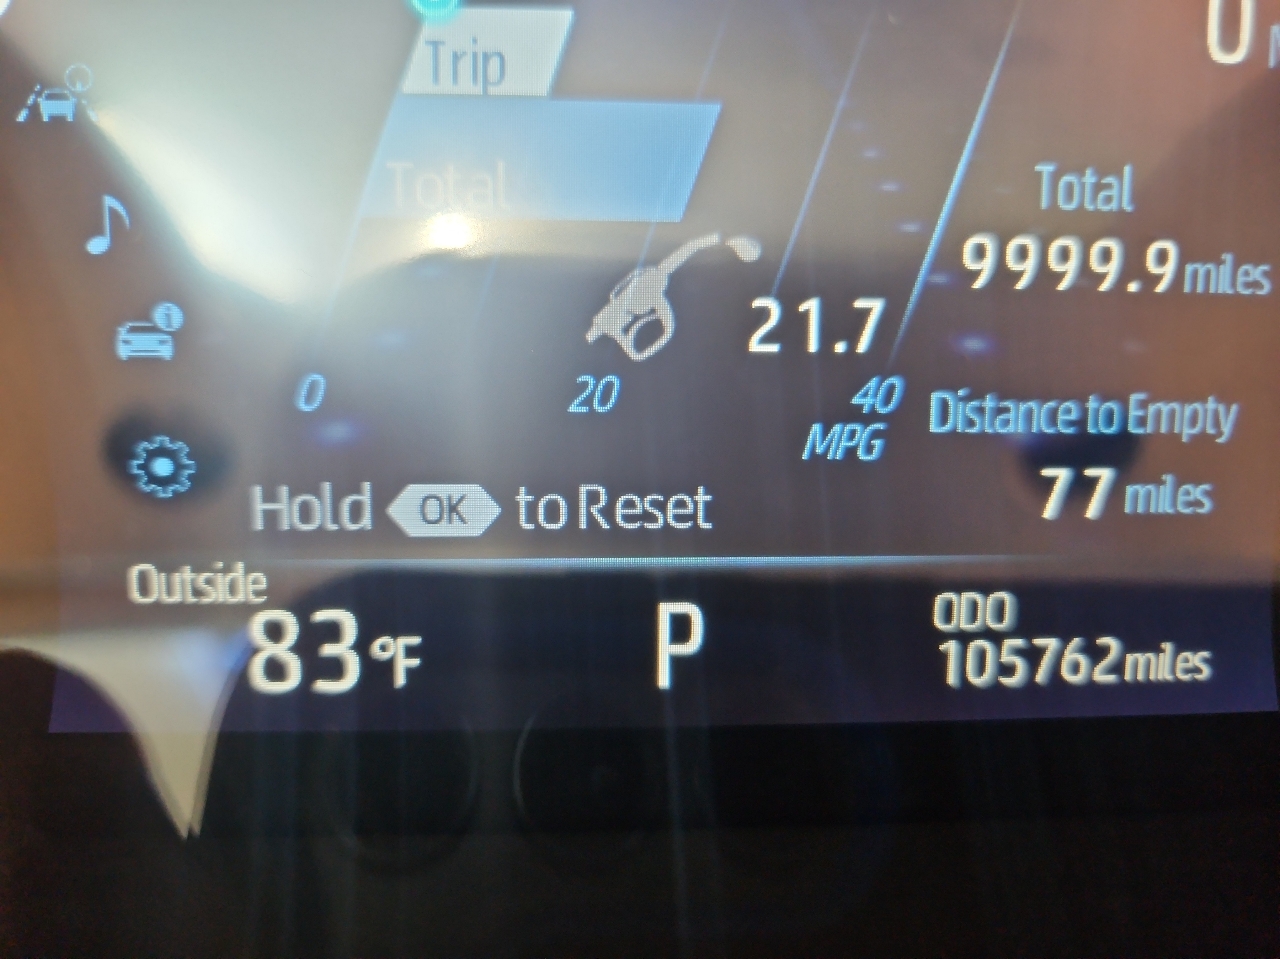 0
Trip
Total
Total
9999.9 miles
21.7
0 20 40
MPG
Distance to Empty
77 miles
Hold OK to Reset
Outside
83 °F
P
ODO
105762 miles